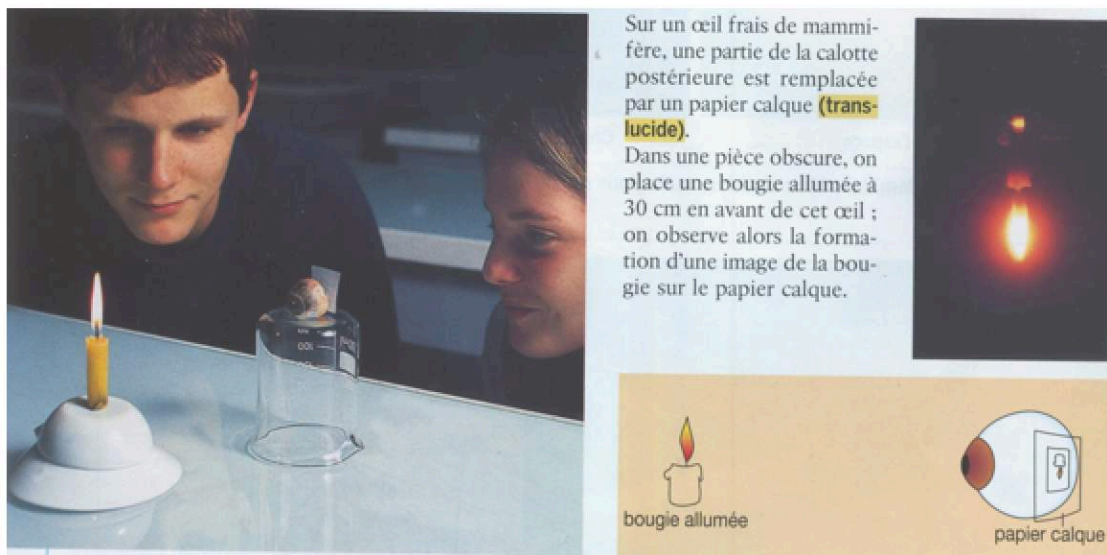 Sur un œil frais de mammi-
fère, une partie de la calotte
postérieure est remplacée
par un papier calque (trans-
lucide).
Dans une pièce obscure, on
place une bougie allumée à
30 cm en avant de cet œil ;
on observe alors la forma-
tion d'une image de la bou-
gie sur le papier calque.
100
bougie allumée
papier calque